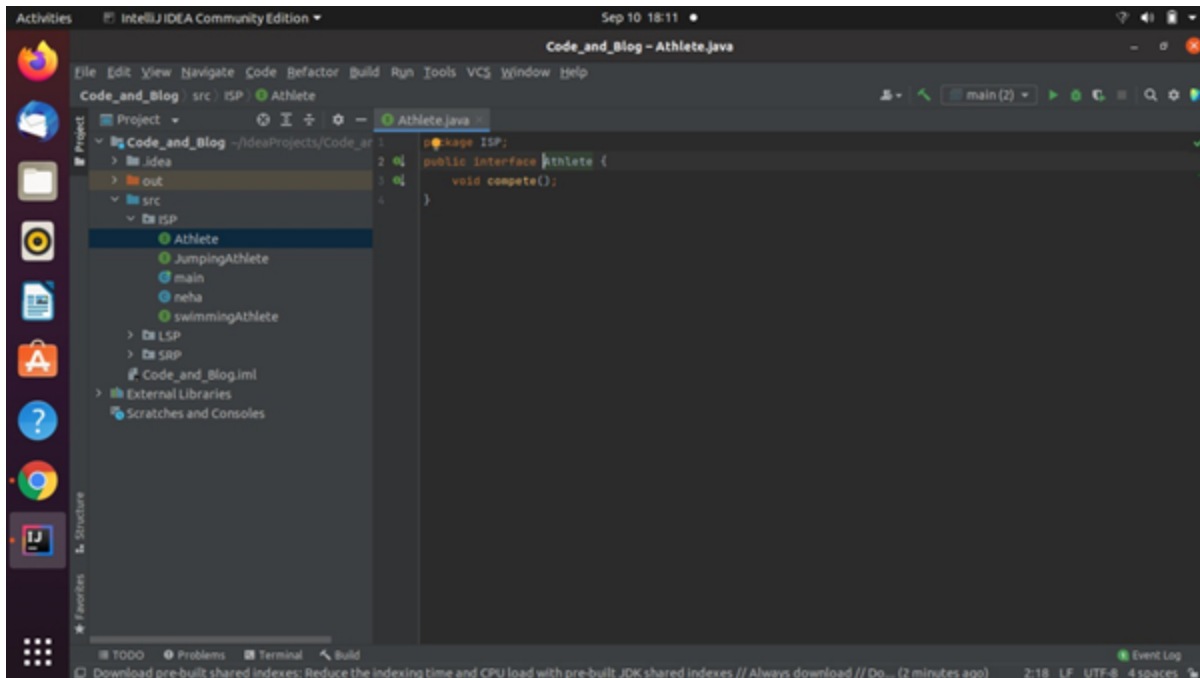 Activities IntelliJ IDEA Community Edition Sep 10 18:11
Code_and_Blog – Athlete.java
File Edit View Navigate Code Refactor Build Run Tools VCS Window Help
Code_and_Blog src ISP Athlete main (2)
Project Athlete.java
Project
Code_and_Blog ~/IdeaProjects/Code_ar
.idea
out
src
ISP
Athlete
JumpingAthlete
main
neha
swimmingAthlete
LSP
SRP
Code_and_Blog.iml
External Libraries
Scratches and Consoles
1 package ISP;
2 public interface Athlete {
3 void compete();
4 }
Structure
Favorites
TODO Problems Terminal Build Event Log
Download pre-built shared indexes: Reduce the indexing time and CPU load with pre-built JDK shared indexes // Always download // Do... (2 minutes ago) 2:18 LF UTF-8 4 spaces